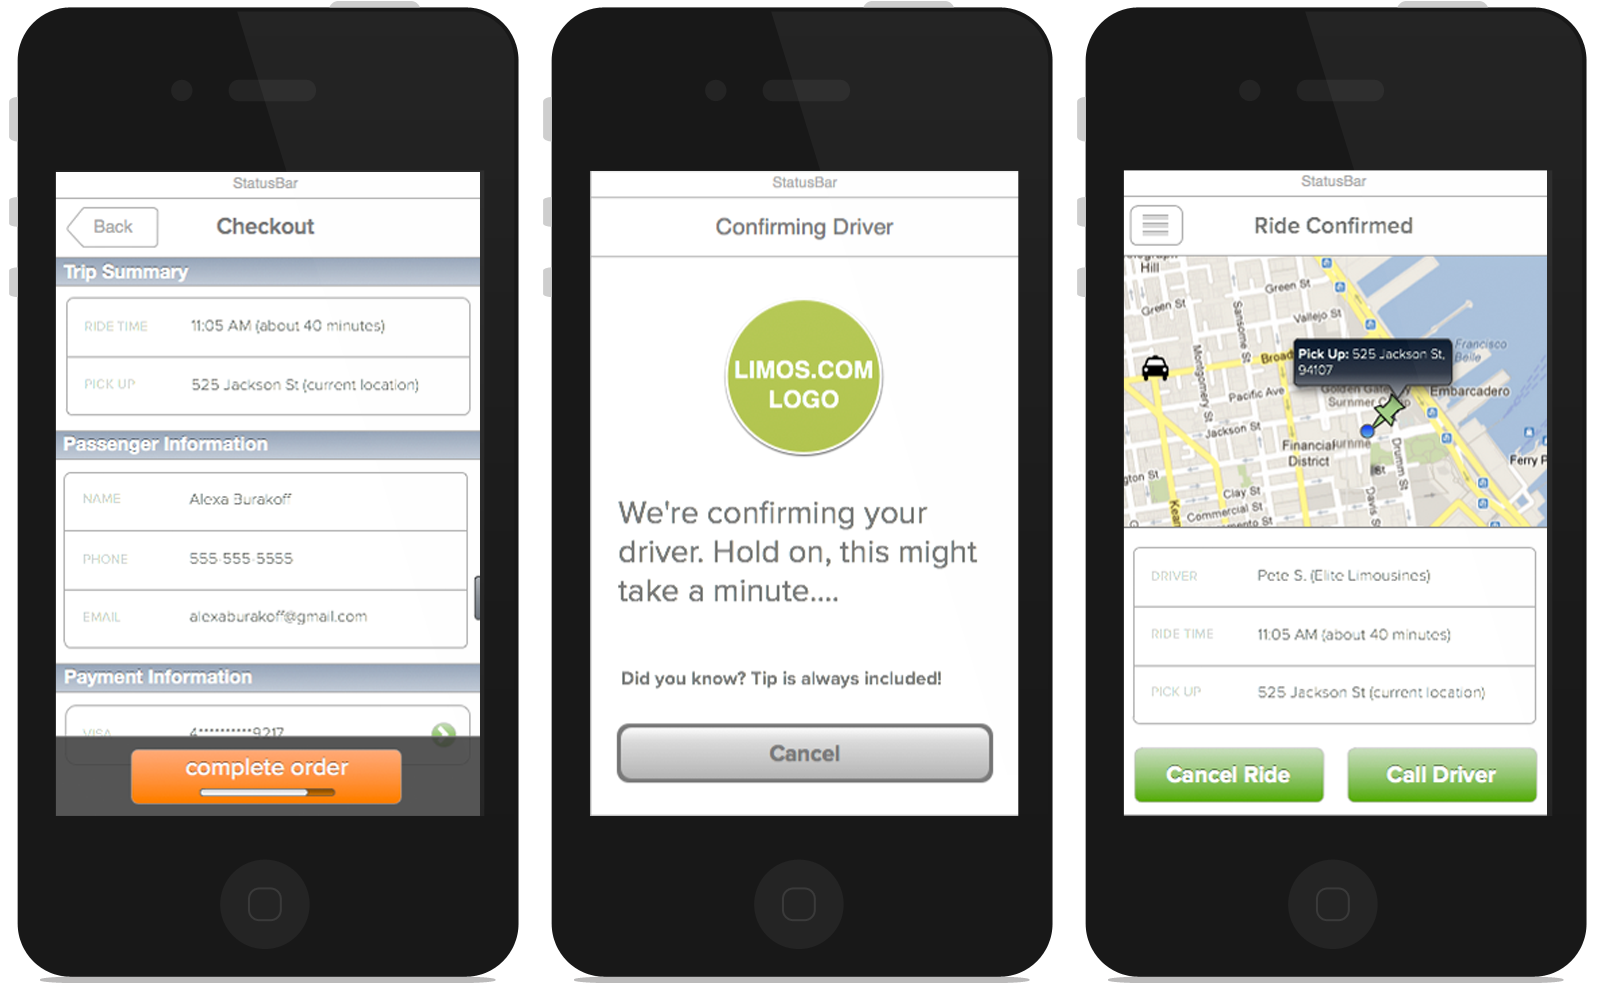 StatusBar
Back
Checkout
Trip Summary
RIDE TIME 11:05 AM (about 40 minutes)
PICK UP 525 Jackson St (current location)
Passenger Information
NAME Alexa Burakoff
PHONE 555-555-5555
EMAIL alexaburakoff@gmail.com
Payment Information
VISA 4**********9217
complete order
StatusBar
Confirming Driver
LIMOS.COM
LOGO
We're confirming your
driver. Hold on, this might
take a minute....
Did you know? Tip is always included!
Cancel
StatusBar
Ride Confirmed
Hill
Green St
Green St
Vallejo St
Sansome St
Montgomery St
Broad
Pick Up: 525 Jackson St,
94107
Francisco
Belle
Pacific Ave
Golden Gate
Summer
Embarcadero
Jackson St
Financial
District
Drumm St
Ferry P
gton St
Clay St
Davis S
Commercial St
mento St
Kear
DRIVER Pete S. (Elite Limousines)
RIDE TIME 11:05 AM (about 40 minutes)
PICK UP 525 Jackson St (current location)
Cancel Ride
Call Driver